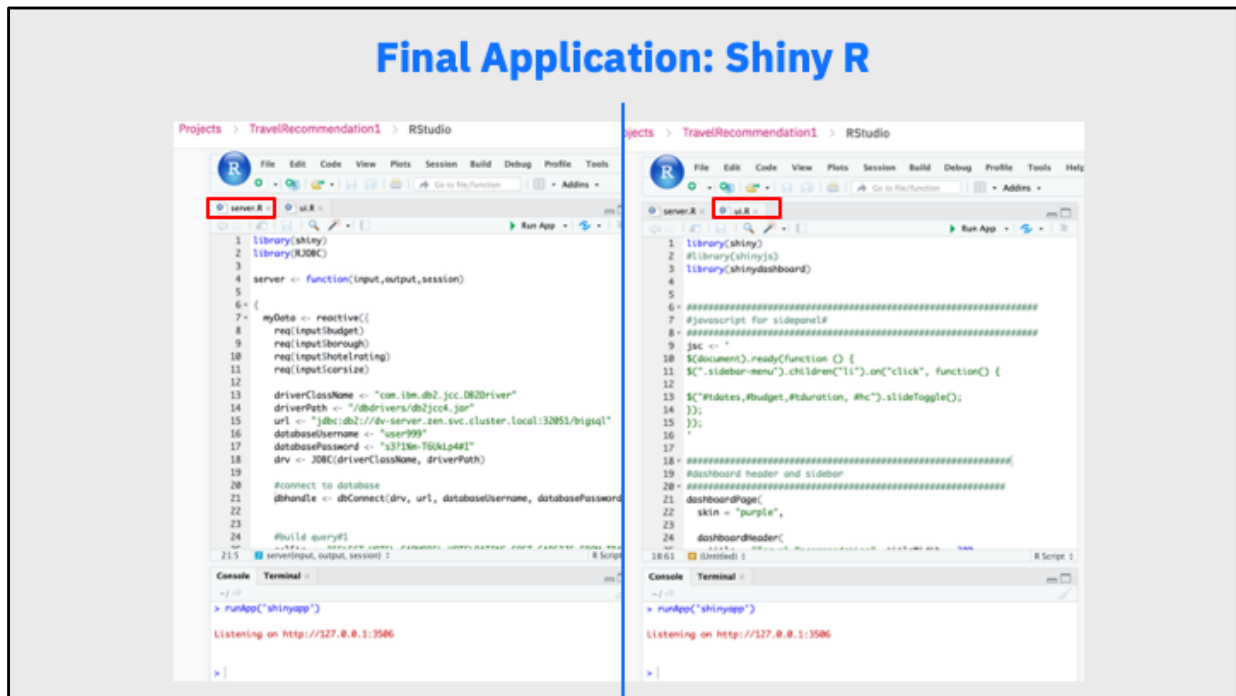 Final Application: Shiny R
Projects > TravelRecommendation1 > RStudio
R File Edit Code View Plots Session Build Debug Profile Tools
Go to file/function Addins
server.R × ui.R ×
Run App
1 library(shiny)
2 library(RJDBC)
3
4 server <- function(input,output,session)
5
6 {
7 myData <- reactive({
8 req(input$budget)
9 req(input$borough)
10 req(input$hotelrating)
11 req(input$carsize)
12
13 driverClassName <- "com.ibm.db2.jcc.DB2Driver"
14 driverPath <- "/dbdrivers/db2jcc4.jar"
15 url <- "jdbc:db2://dv-server.zen.svc.cluster.local:32051/bigsql"
16 databaseUsername <- "user999"
17 databasePassword <-
18 drv <- JDBC(driverClassName, driverPath)
19
20 #connect to database
21 dbhandle <- dbConnect(drv, url, databaseUsername, databasePassword
22
23
24 #build query#1
21:5 server(input, output, session) R Script
Console Terminal ×
~/
> runApp('shinyapp')
Listening on http://127.0.0.1:3506
>
ojects > TravelRecommendation1 > RStudio
R File Edit Code View Plots Session Build Debug Profile Tools Help
Go to file/function Addins
server.R × ui.R ×
Run App
1 library(shiny)
2 #library(shinyjs)
3 library(shinydashboard)
4
5
6 #################################################################
7 #javascript for sidepanel#
8 #################################################################
9 jsc <- "
10 $(document).ready(function () {
11 $(".sidebar-menu").children("li").on("click", function() {
12
13 $("#tdates,#budget,#tduration, #hc").slideToggle();
14 });
15 });
16 "
17
18 ############################################################
19 #dashboard header and sidebar
20 ###########################################################
21 dashboardPage(
22 skin = "purple",
23
24 dashboardHeader(
18:61 (Untitled) R Script
Console Terminal ×
~/
> runApp('shinyapp')
Listening on http://127.0.0.1:3506
>